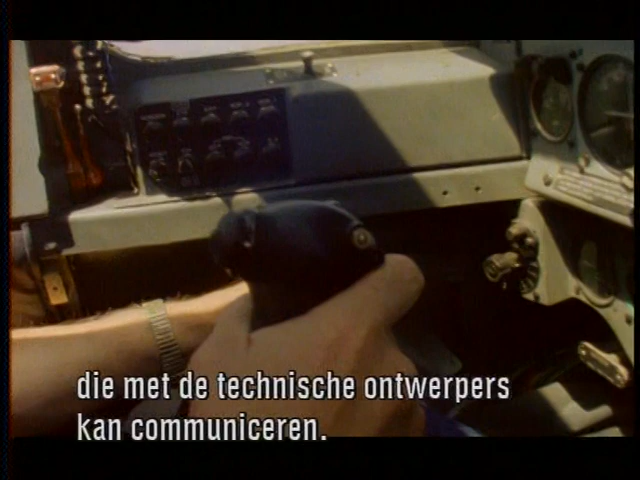 die met de technische ontwerpers
kan communiceren.